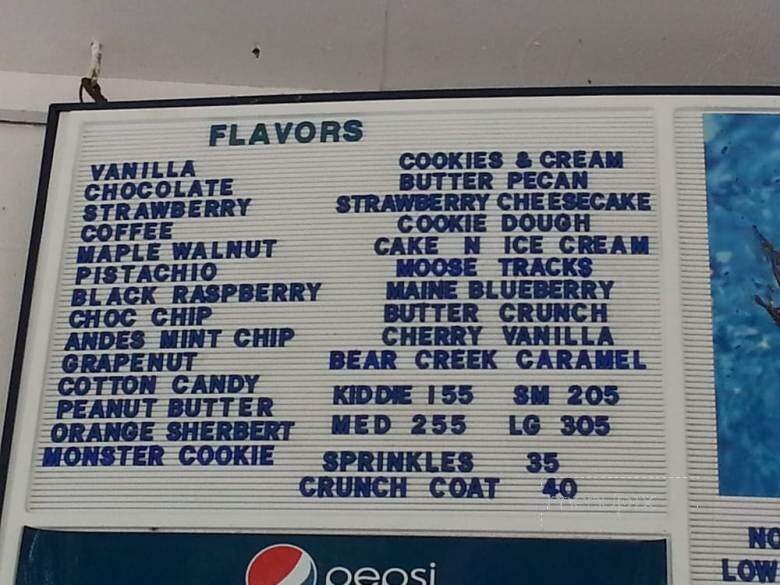 FLAVORS
VANILLA
CHOCOLATE
STRAWBERRY
COFFEE
MAPLE WALNUT
PISTACHIO
BLACK RASPBERRY
CHOC CHIP
ANDES MINT CHIP
GRAPENUT
COTTON CANDY
PEANUT BUTTER
ORANGE SHERBERT
MONSTER COOKIE
COOKIES & CREAM
BUTTER PECAN
STRAWBERRY CHEESECAKE
COOKIE DOUGH
CAKE N ICE CREAM
MOOSE TRACKS
MAINE BLUEBERRY
BUTTER CRUNCH
CHERRY VANILLA
BEAR CREEK CARAMEL
KIDDIE 155 SM 205
MED 255 LG 305
SPRINKLES 35
CRUNCH COAT 40
menupix
pepsi
NO
LOW